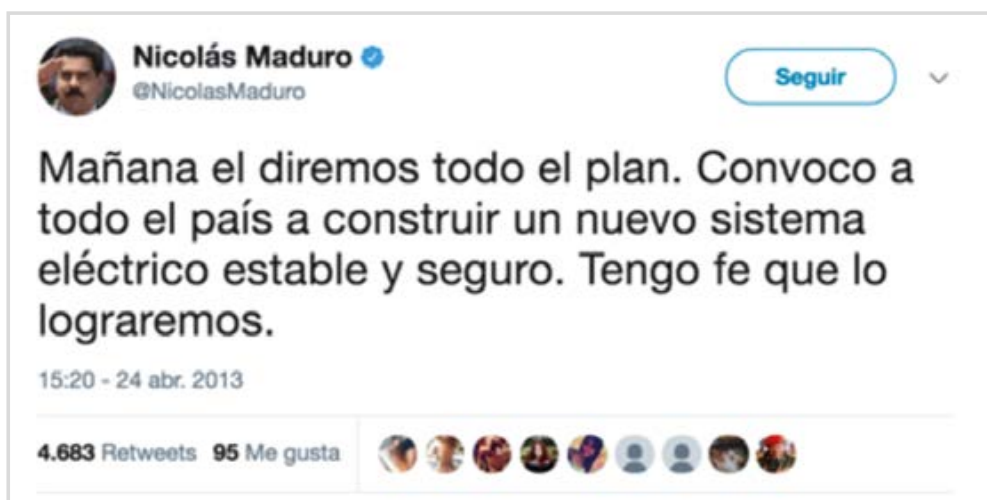 Nicolás Maduro
@NicolasMaduro
Seguir
Mañana el diremos todo el plan. Convoco a
todo el país a construir un nuevo sistema
eléctrico estable y seguro. Tengo fe que lo
lograremos.
15:20 - 24 abr. 2013
4.683 Retweets 95 Me gusta